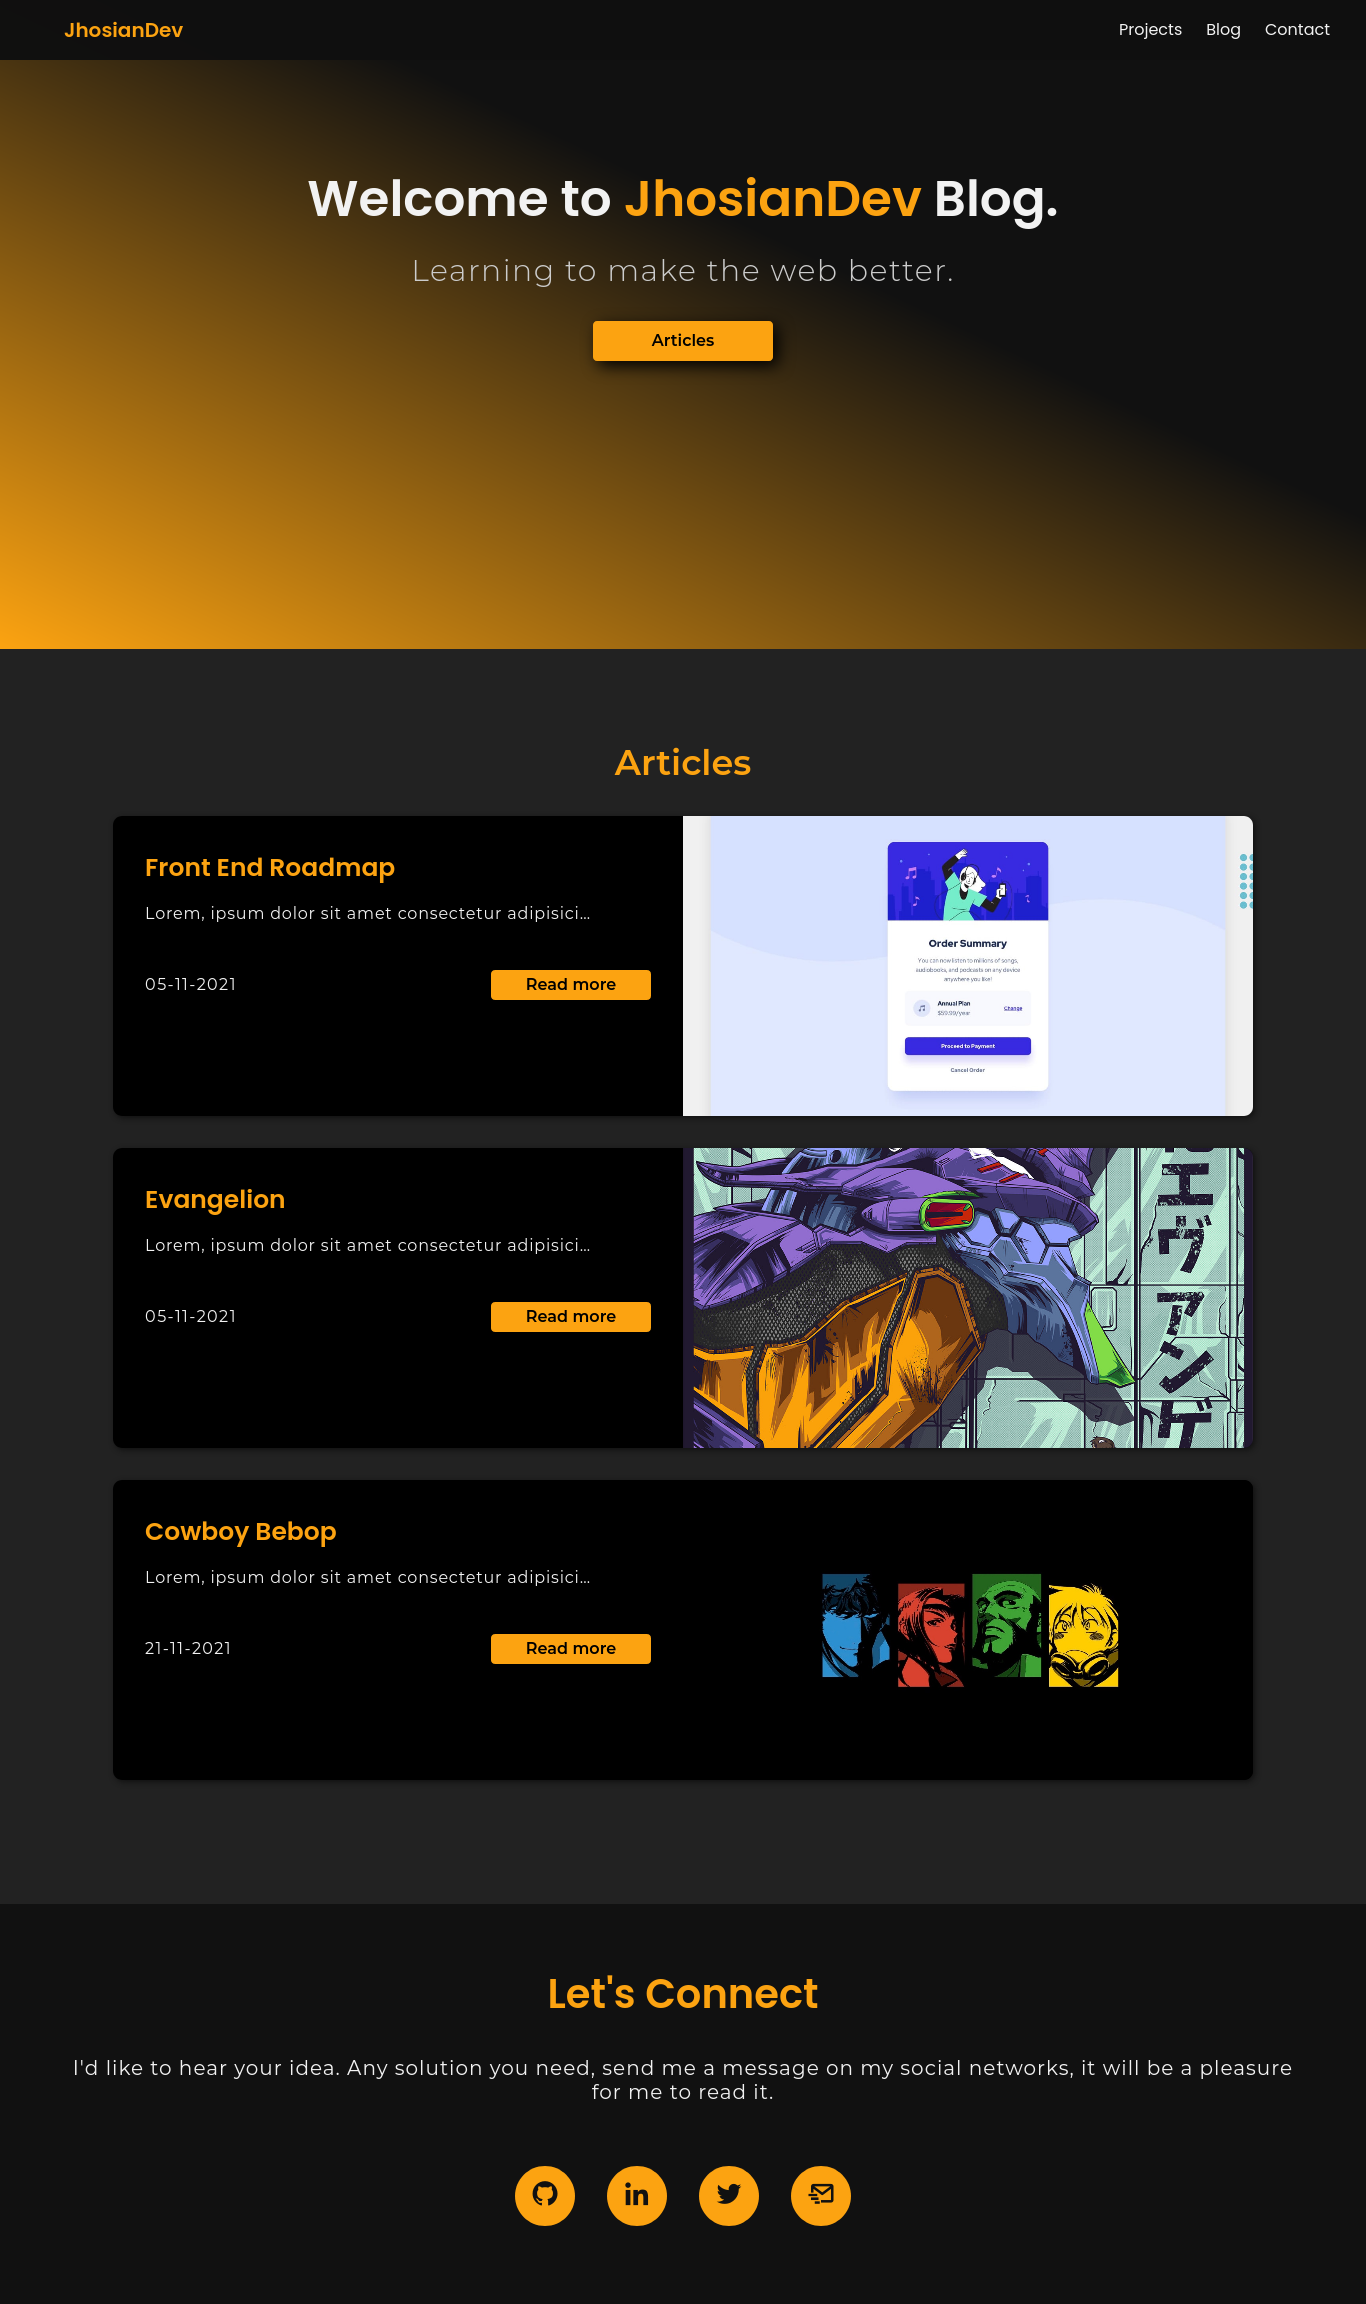 JhosianDev
Projects Blog Contact
Welcome to JhosianDev Blog.
Learning to make the web better.
Articles
Articles
Front End Roadmap
Lorem, ipsum dolor sit amet consectetur adipisici...
05-11-2021
Read more
Order Summary
You can now listen to millions of songs,
audiobooks, and podcasts on any device
anywhere you like!
Annual Plan
$59.99/year
Change
Proceed to Payment
Cancel Order
Evangelion
Lorem, ipsum dolor sit amet consectetur adipisici...
05-11-2021
Read more
エヴァンゲ
Cowboy Bebop
Lorem, ipsum dolor sit amet consectetur adipisici...
21-11-2021
Read more
Let's Connect
I'd like to hear your idea. Any solution you need, send me a message on my social networks, it will be a pleasure
for me to read it.
in